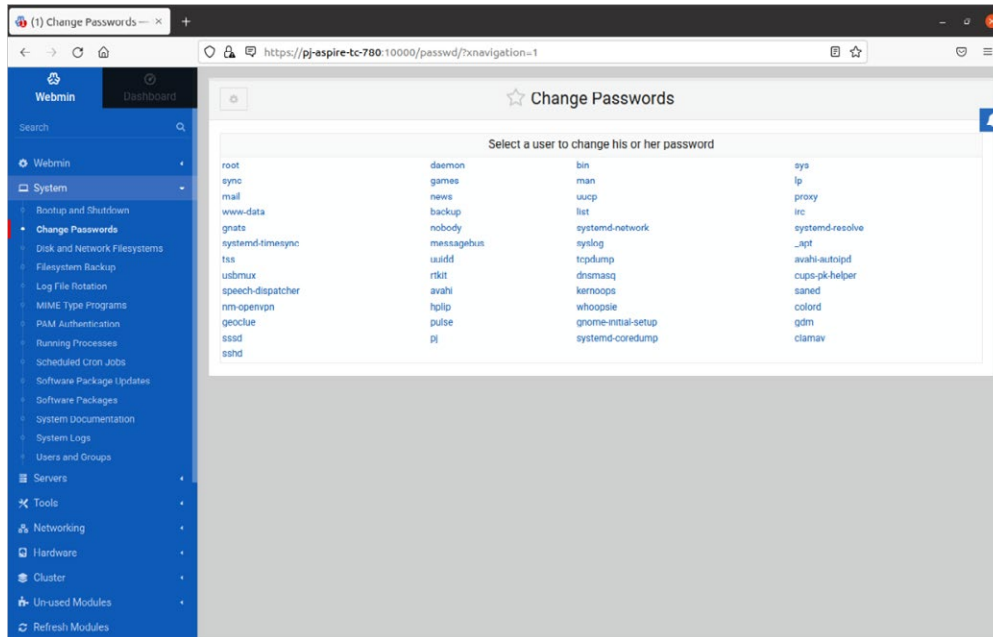 (1) Change Passwords — × +
https://pj-aspire-tc-780:10000/passwd/?xnavigation=1
Webmin
Dashboard
Search
Webmin
System
Bootup and Shutdown
Change Passwords
Disk and Network Filesystems
Filesystem Backup
Log File Rotation
MIME Type Programs
PAM Authentication
Running Processes
Scheduled Cron Jobs
Software Package Updates
Software Packages
System Documentation
System Logs
Users and Groups
Servers
Tools
Networking
Hardware
Cluster
Un-used Modules
Refresh Modules
Change Passwords
Select a user to change his or her password
root daemon bin sys
sync games man lp
mail news uucp proxy
www-data backup list irc
gnats nobody systemd-network systemd-resolve
systemd-timesync messagebus syslog _apt
tss uuidd tcpdump avahi-autoipd
usbmux rtkit dnsmasq cups-pk-helper
speech-dispatcher avahi kernoops saned
nm-openvpn hplip whoopsie colord
geoclue pulse gnome-initial-setup gdm
sssd pj systemd-coredump clamav
sshd